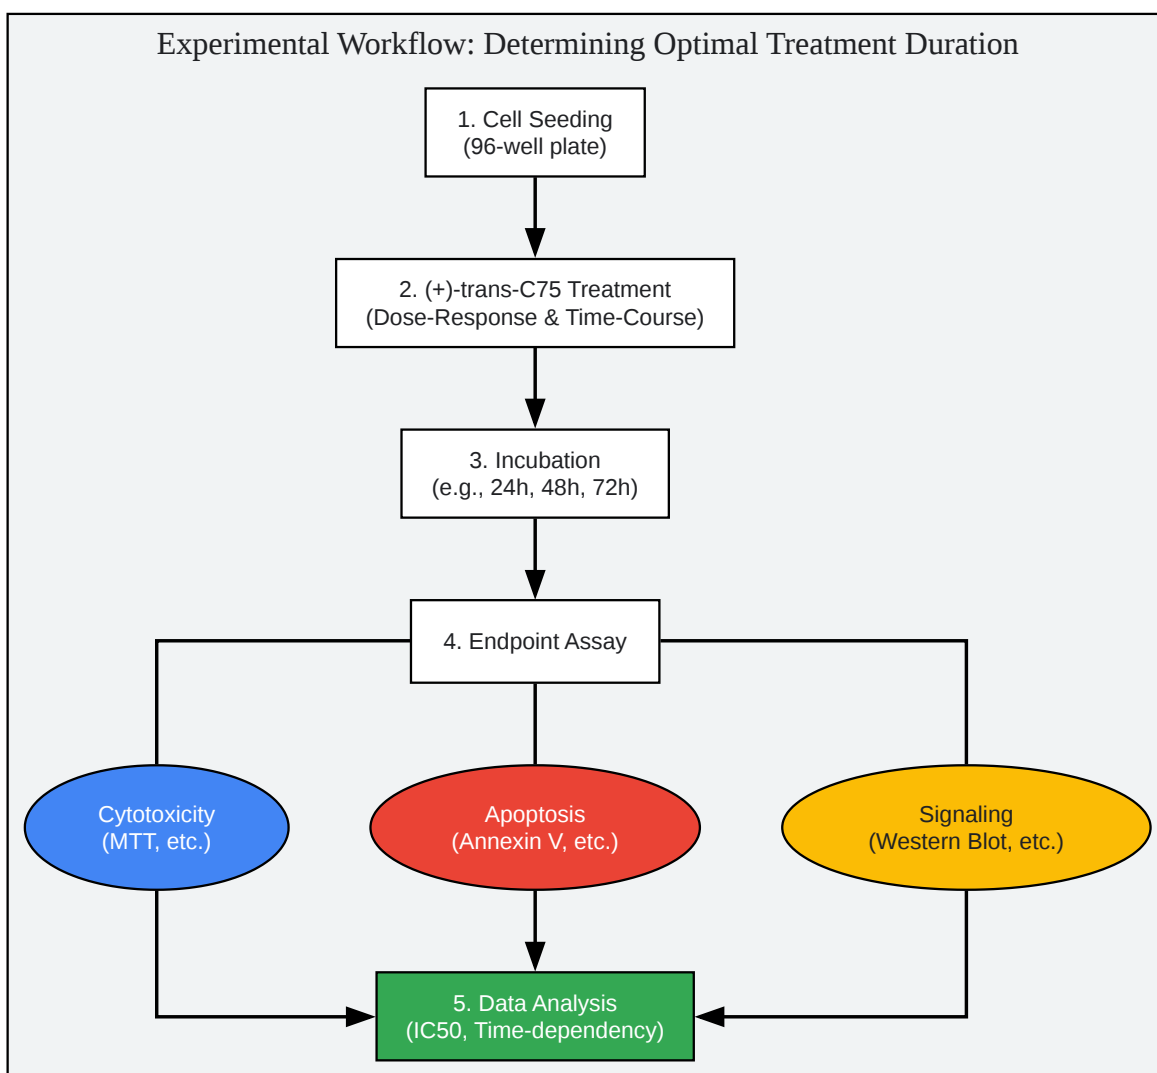 Experimental Workflow: Determining Optimal Treatment Duration
1. Cell Seeding
(96-well plate)
2. (+)-trans-C75 Treatment
(Dose-Response & Time-Course)
3. Incubation
(e.g., 24h, 48h, 72h)
4. Endpoint Assay
Cytotoxicity
(MTT, etc.)
Apoptosis
(Annexin V, etc.)
Signaling
(Western Blot, etc.)
5. Data Analysis
(IC50, Time-dependency)